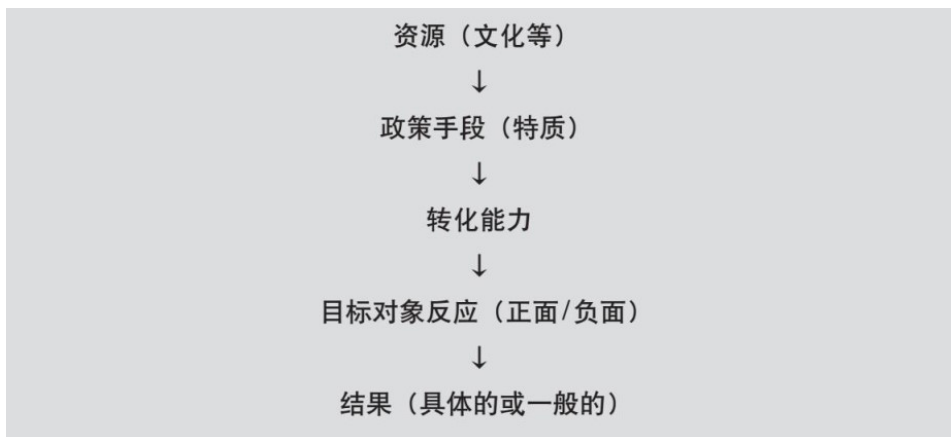 资源（文化等）
↓
政策手段（特质）
↓
转化能力
↓
目标对象反应（正面/负面）
↓
结果（具体的或一般的）